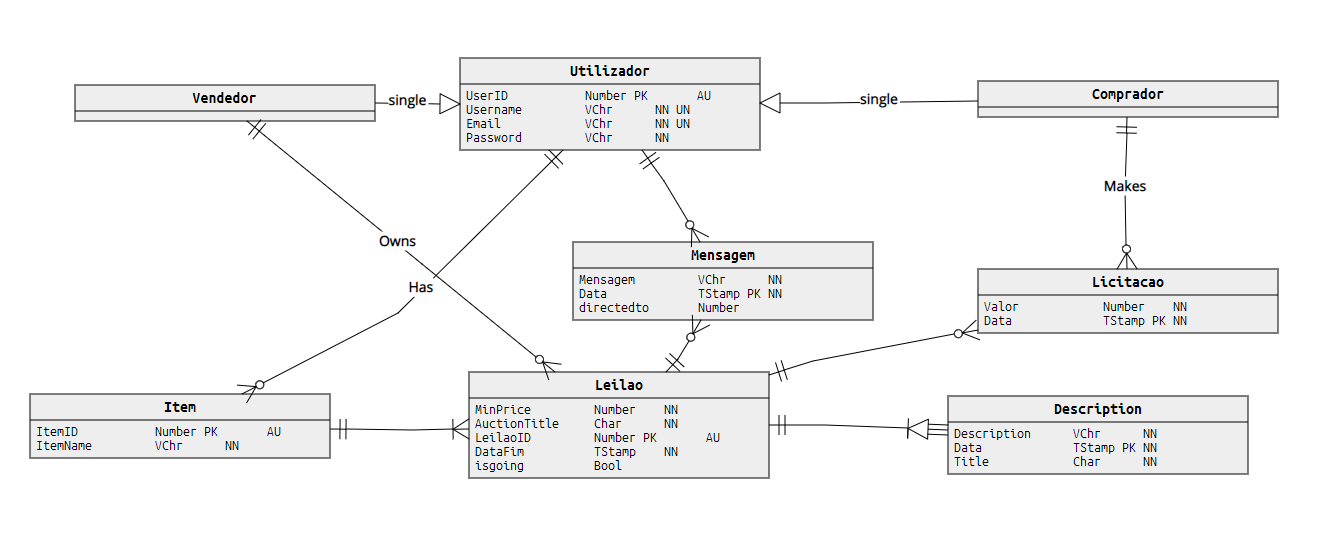 Utilizador
UserID Number PK AU
Username VChr NN UN
Email VChr NN UN
Password VChr NN
Vendedor
single
single
Comprador
Makes
Owns
Has
Mensagem
Mensagem VChr NN
Data TStamp PK NN
directedto Number
Licitacao
Valor Number NN
Data TStamp PK NN
Item
ItemID Number PK AU
ItemName VChr NN
Leilao
MinPrice Number NN
AuctionTitle Char NN
LeilaoID Number PK AU
DataFim TStamp NN
isgoing Bool
Description
Description VChr NN
Data TStamp PK NN
Title Char NN